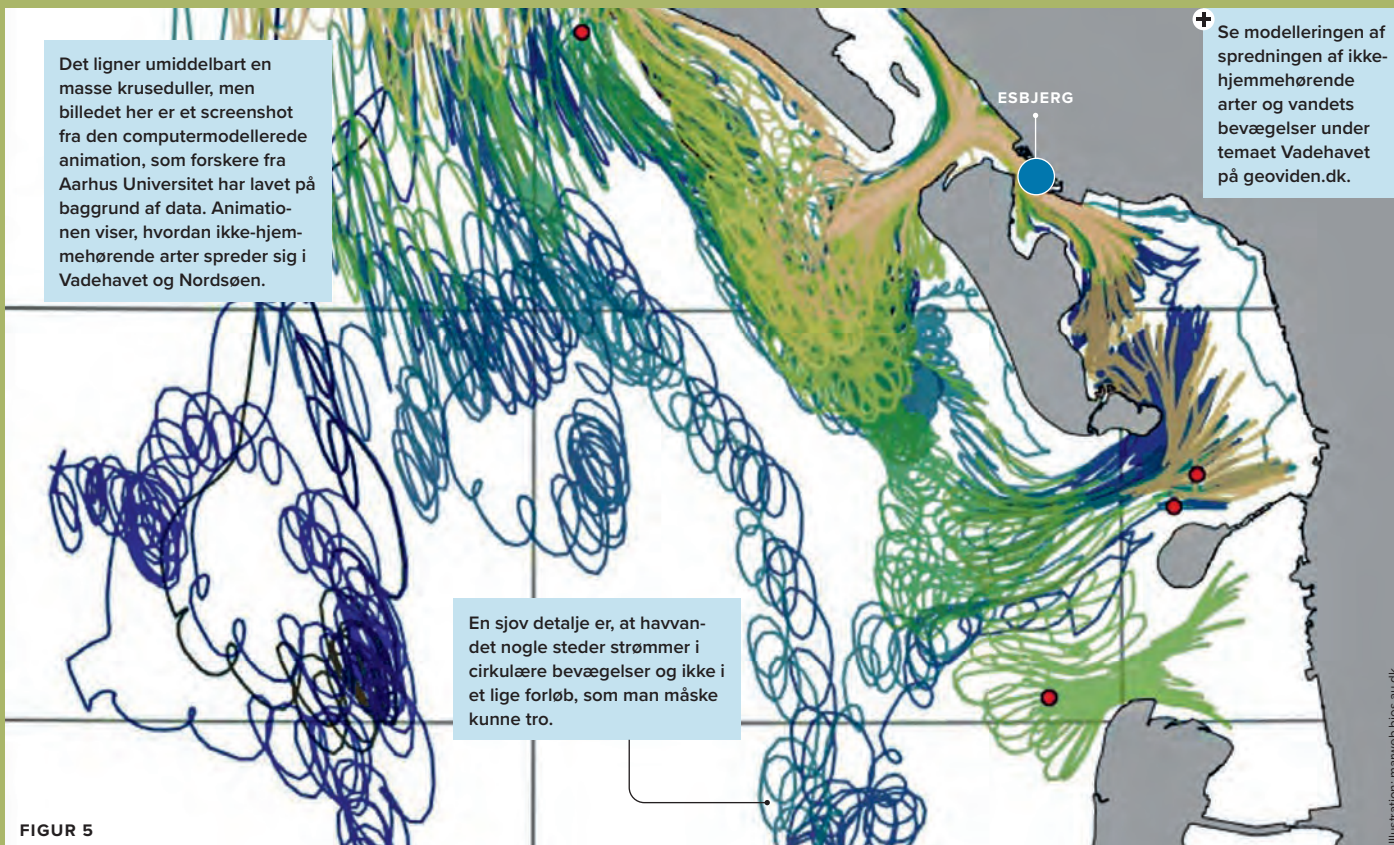 Det ligner umiddelbart en
masse kruseduller, men
billedet her er et screenshot
fra den computermodellerede
animation, som forskere fra
Aarhus Universitet har lavet på
baggrund af data. Animatio-
nen viser, hvordan ikke-hjem-
mehørende arter spreder sig i
Vadehavet og Nordsøen.
ESBJERG
+
Se modelleringen af
spredningen af ikke-
hjemmehørende
arter og vandets
bevægelser under
temaet Vadehavet
på geoviden.dk.
En sjov detalje er, at havvan-
det nogle steder strømmer i
cirkulære bevægelser og ikke i
et lige forløb, som man måske
kunne tro.
FIGUR 5
Illustration: